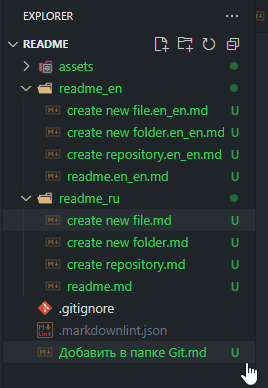 EXPLORER
README
assets
readme_en
create new file.en_en.md U
create new folder.en_en.md U
create repository.en_en.md U
readme.en_en.md U
readme_ru
create new file.md U
create new folder.md U
create repository.md U
readme.md U
.gitignore
.markdownlint.json
Добавить в папке Git.md U